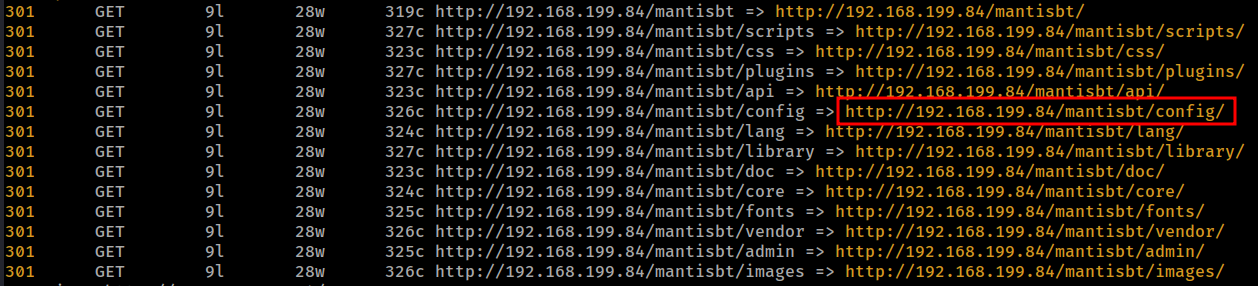 301 GET 9l 28w 319c http://192.168.199.84/mantisbt => http://192.168.199.84/mantisbt/
301 GET 9l 28w 327c http://192.168.199.84/mantisbt/scripts => http://192.168.199.84/mantisbt/scripts/
301 GET 9l 28w 323c http://192.168.199.84/mantisbt/css => http://192.168.199.84/mantisbt/css/
301 GET 9l 28w 327c http://192.168.199.84/mantisbt/plugins => http://192.168.199.84/mantisbt/plugins/
301 GET 9l 28w 323c http://192.168.199.84/mantisbt/api => http://192.168.199.84/mantisbt/api/
301 GET 9l 28w 326c http://192.168.199.84/mantisbt/config => http://192.168.199.84/mantisbt/config/
301 GET 9l 28w 324c http://192.168.199.84/mantisbt/lang => http://192.168.199.84/mantisbt/lang/
301 GET 9l 28w 327c http://192.168.199.84/mantisbt/library => http://192.168.199.84/mantisbt/library/
301 GET 9l 28w 323c http://192.168.199.84/mantisbt/doc => http://192.168.199.84/mantisbt/doc/
301 GET 9l 28w 324c http://192.168.199.84/mantisbt/core => http://192.168.199.84/mantisbt/core/
301 GET 9l 28w 325c http://192.168.199.84/mantisbt/fonts => http://192.168.199.84/mantisbt/fonts/
301 GET 9l 28w 326c http://192.168.199.84/mantisbt/vendor => http://192.168.199.84/mantisbt/vendor/
301 GET 9l 28w 325c http://192.168.199.84/mantisbt/admin => http://192.168.199.84/mantisbt/admin/
301 GET 9l 28w 326c http://192.168.199.84/mantisbt/images => http://192.168.199.84/mantisbt/images/